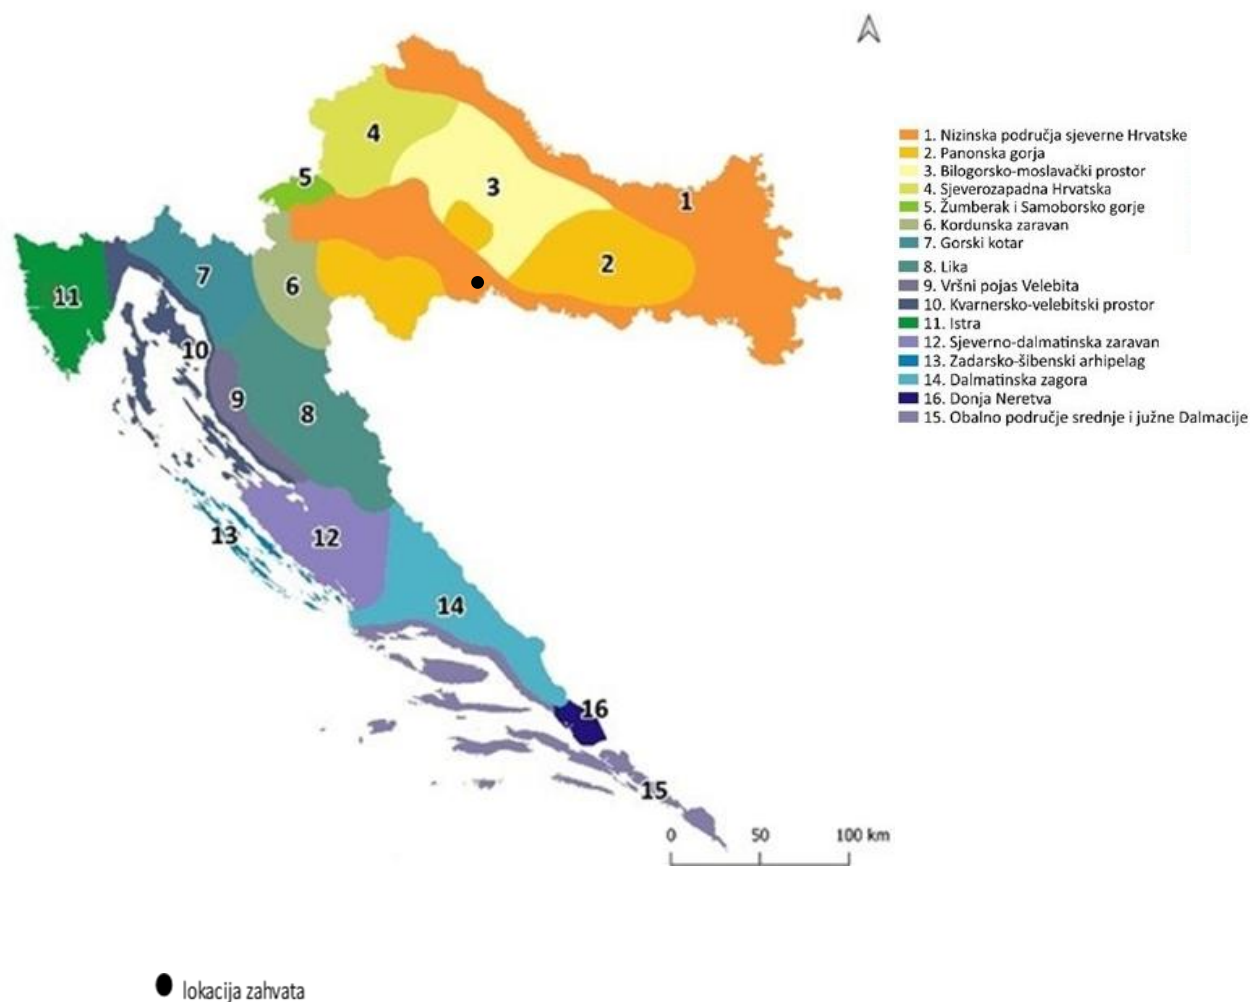 4
5
3
1
2
7
6
11
10
9
8
13
12
14
16
15
1. Nizinska područja sjeverne Hrvatske
2. Panonska gorja
3. Bilogorsko-moslavački prostor
4. Sjeverozapadna Hrvatska
5. Žumberak i Samoborsko gorje
6. Kordunska zaravan
7. Gorski kotar
8. Lika
9. Vršni pojas Velebita
10. Kvarnersko-velebitski prostor
11. Istra
12. Sjeverno-dalmatinska zaravan
13. Zadarsko-šibenski arhipelag
14. Dalmatinska zagora
16. Donja Neretva
15. Obalno područje srednje i južne Dalmacije
0 50 100 km
lokacija zahvata